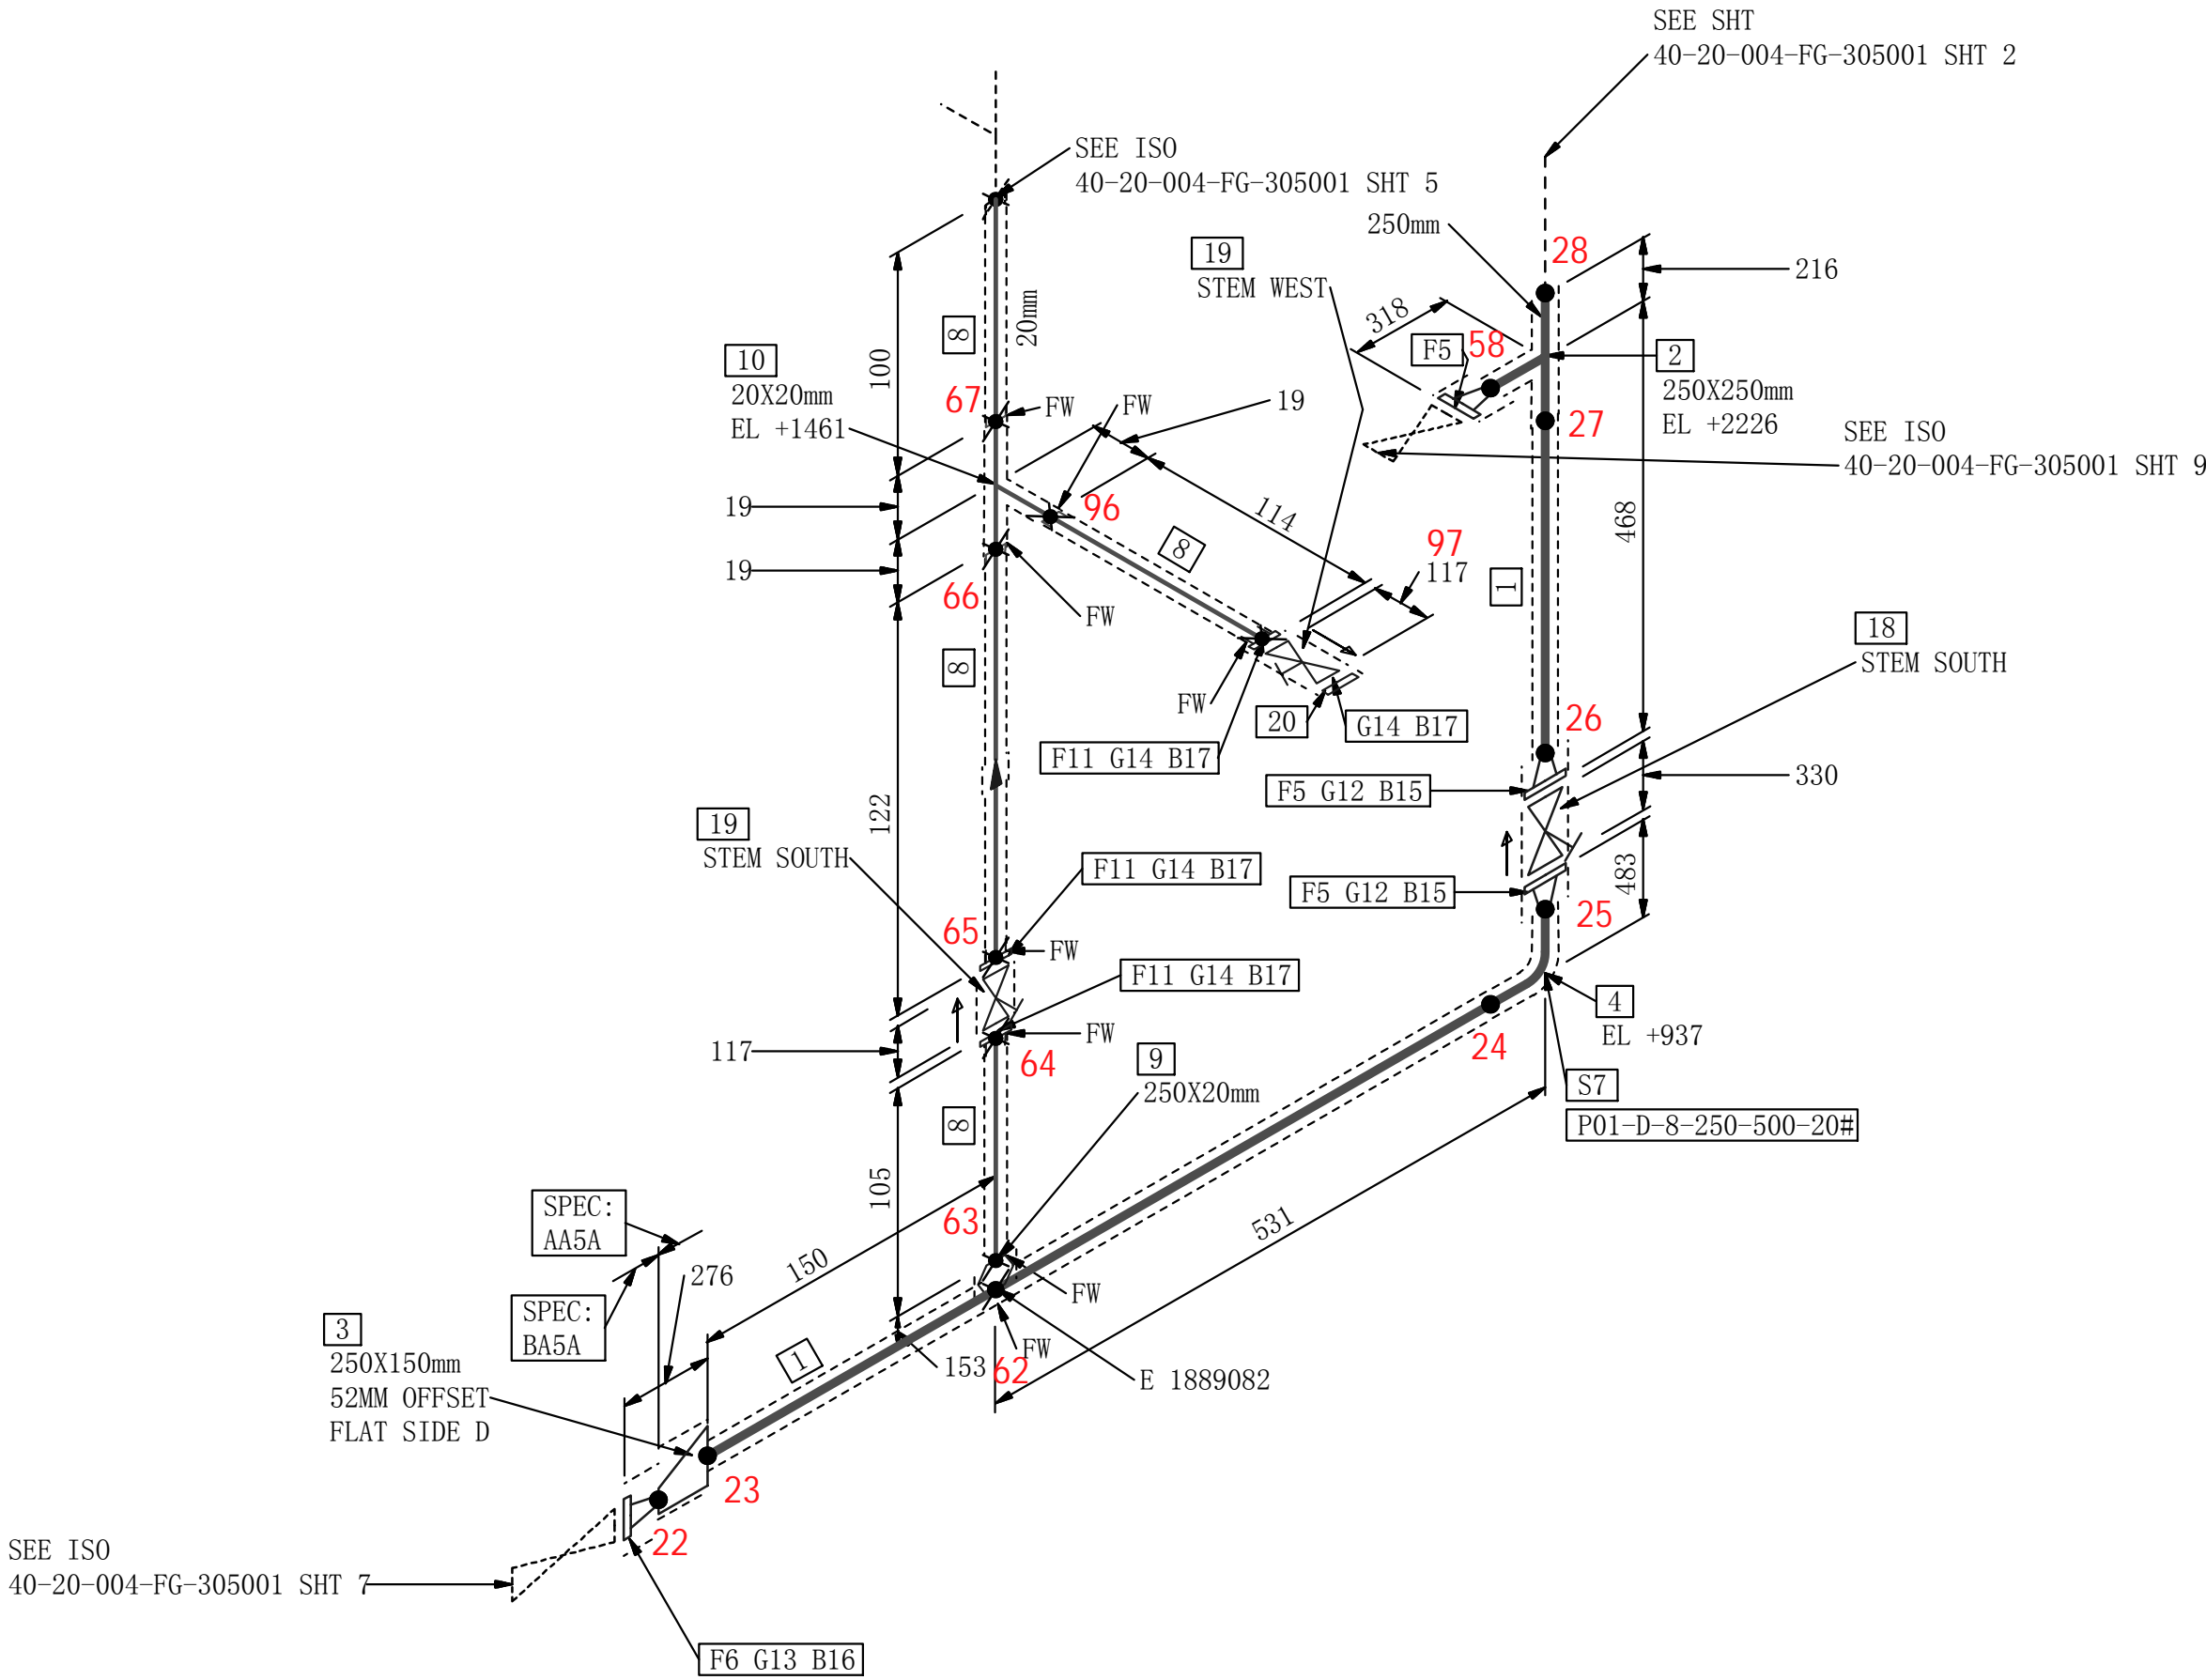 SEE SHT
40-20-004-FG-305001 SHT 2
SEE ISO
40-20-004-FG-305001 SHT 5
250mm
28
216
19
STEM WEST
318
F5
58
2
250X250mm
EL +2226
27
SEE ISO
40-20-004-FG-305001 SHT 9
8
20mm
100
10
20X20mm
EL +1461
67
FW
FW
19
19
96
114
8
97
117
468
1
19
66
FW
8
18
STEM SOUTH
FW
20
G14 B17
26
F11 G14 B17
F5 G12 B15
330
122
19
STEM SOUTH
F11 G14 B17
F5 G12 B15
483
25
65
FW
F11 G14 B17
117
FW
64
4
EL +937
24
9
250X20mm
S7
P01-D-8-250-500-20#
8
105
SPEC:
AA5A
63
150
531
276
SPEC:
BA5A
FW
FW
3
250X150mm
52MM OFFSET
FLAT SIDE D
1
153
62
E 1889082
23
22
SEE ISO
40-20-004-FG-305001 SHT 7
F6 G13 B16